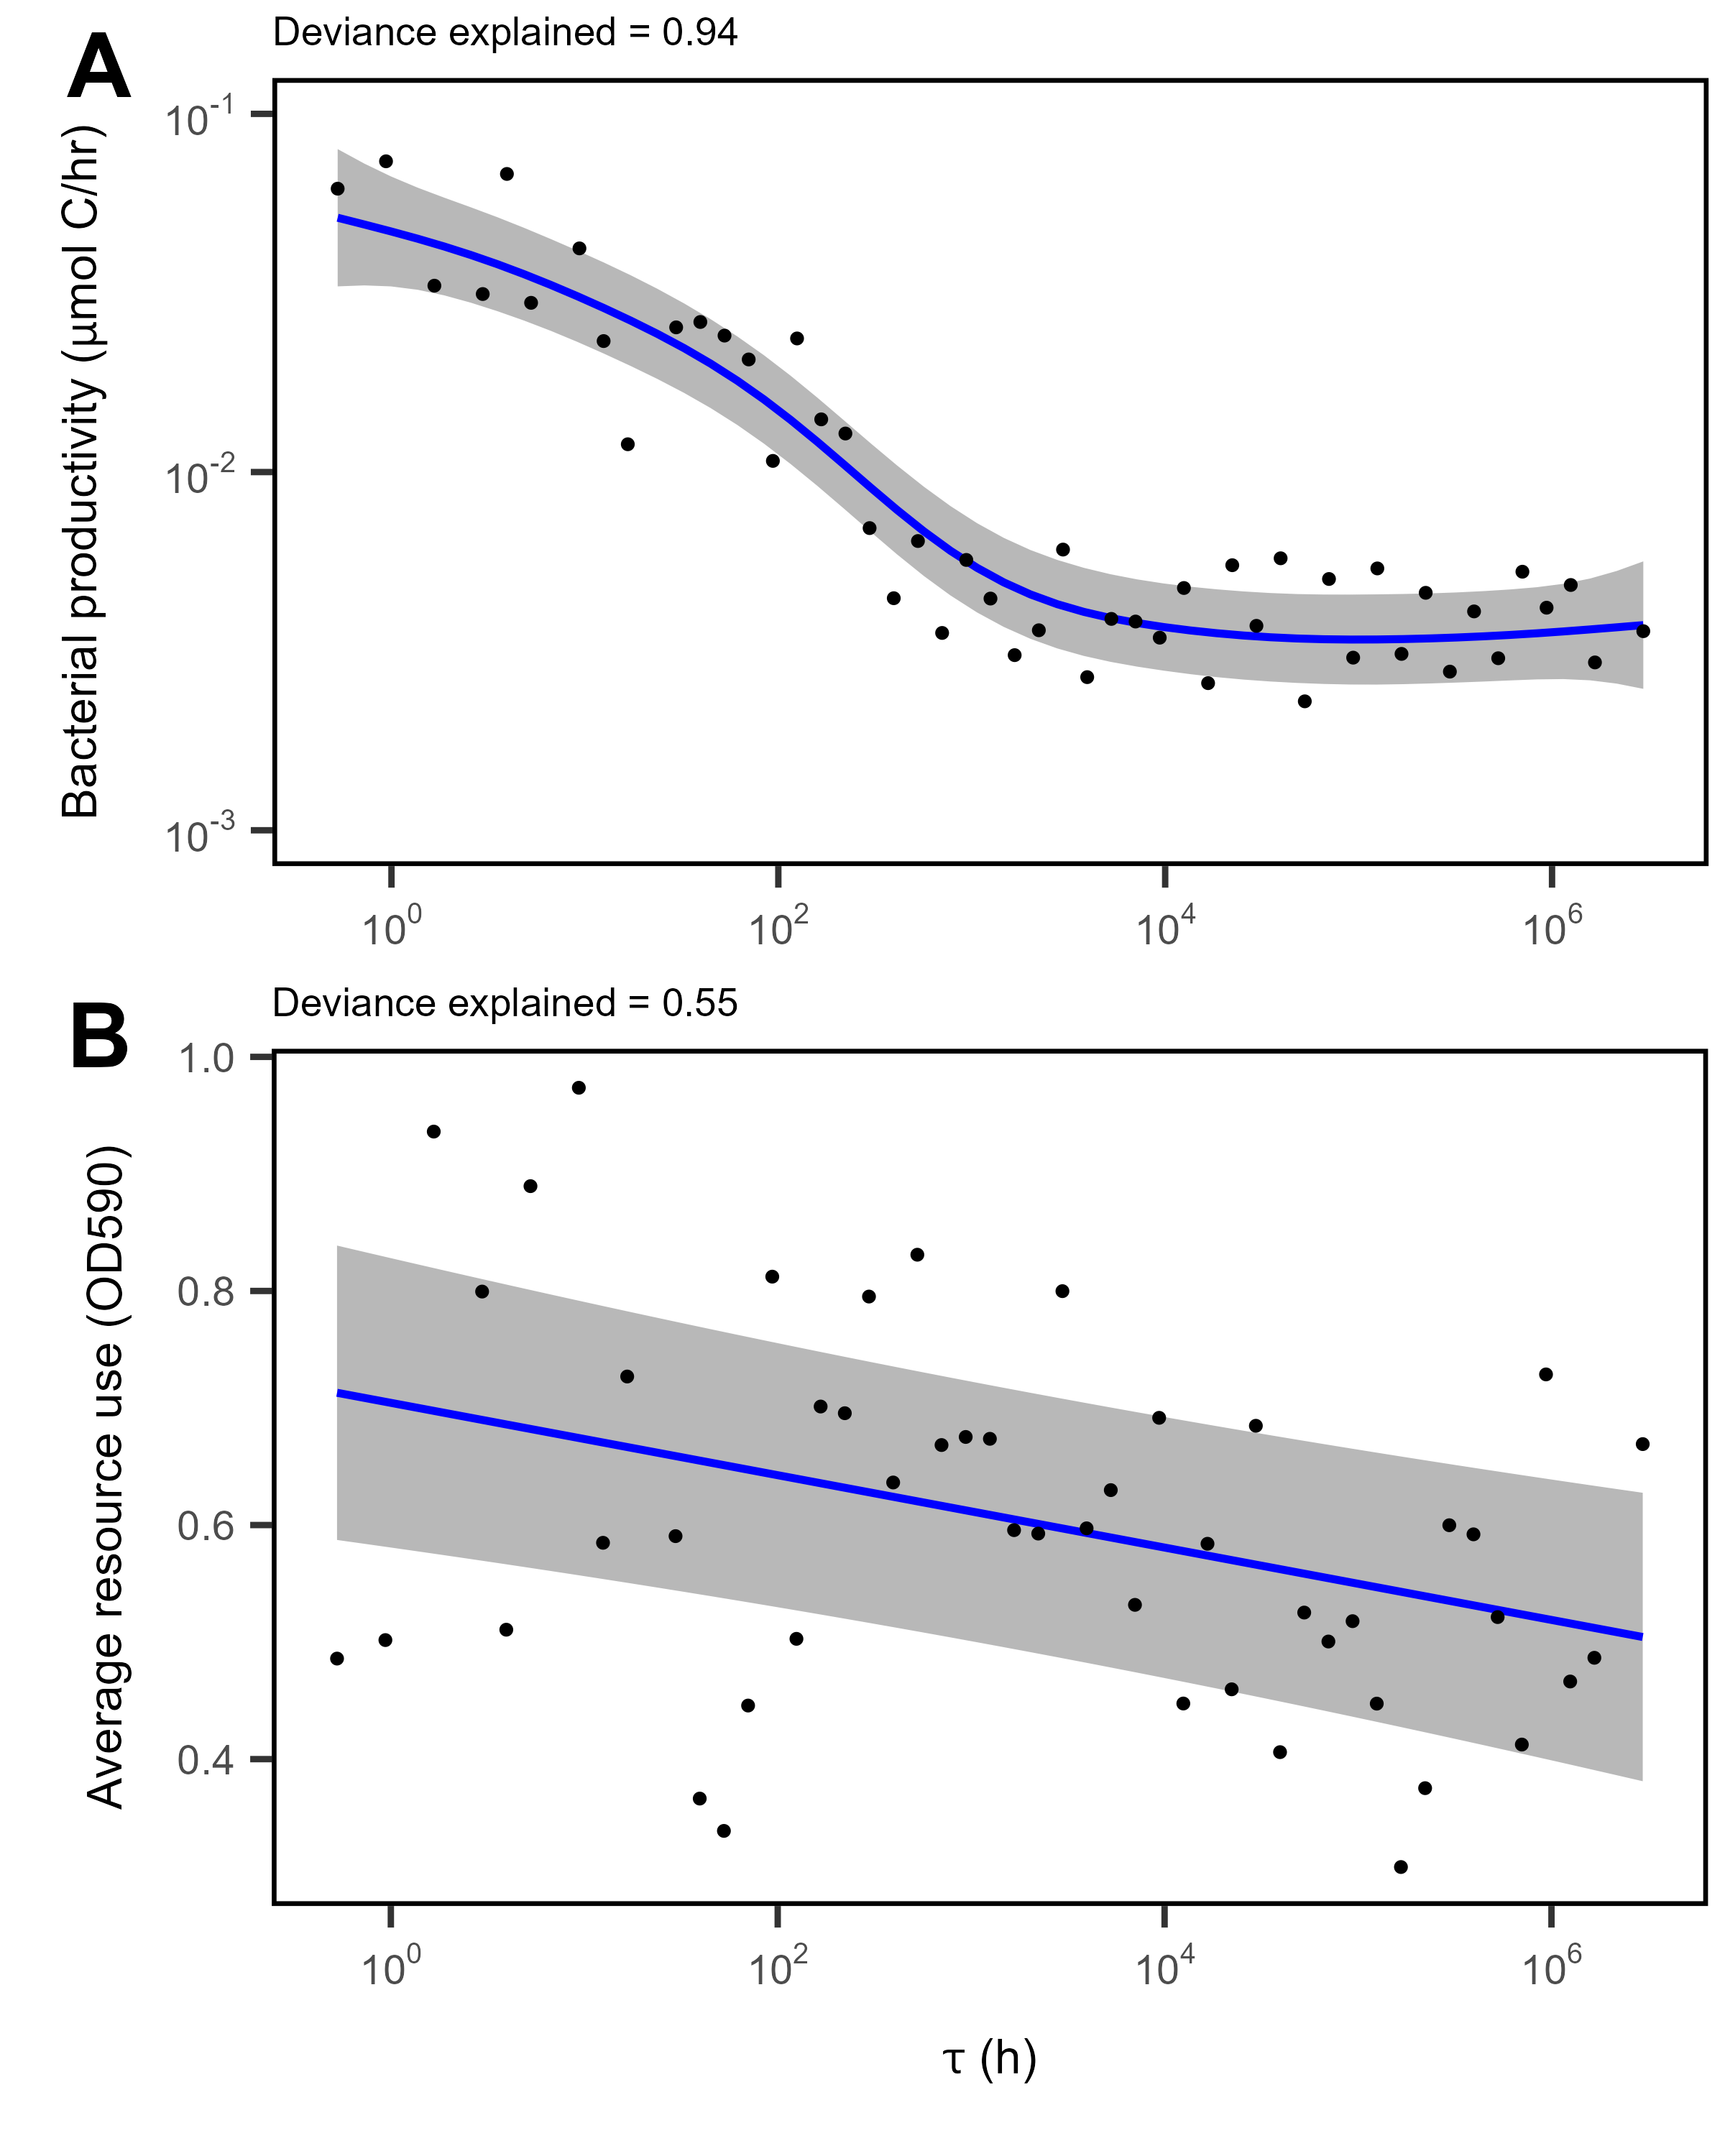 A
Deviance explained = 0.94
Bacterial productivity (μmol C/hr)
10⁻¹
10⁻²
10⁻³
10⁰ 10² 10⁴ 10⁶
B
Deviance explained = 0.55
Average resource use (OD590)
1.0
0.8
0.6
0.4
10⁰ 10² 10⁴ 10⁶
τ (h)